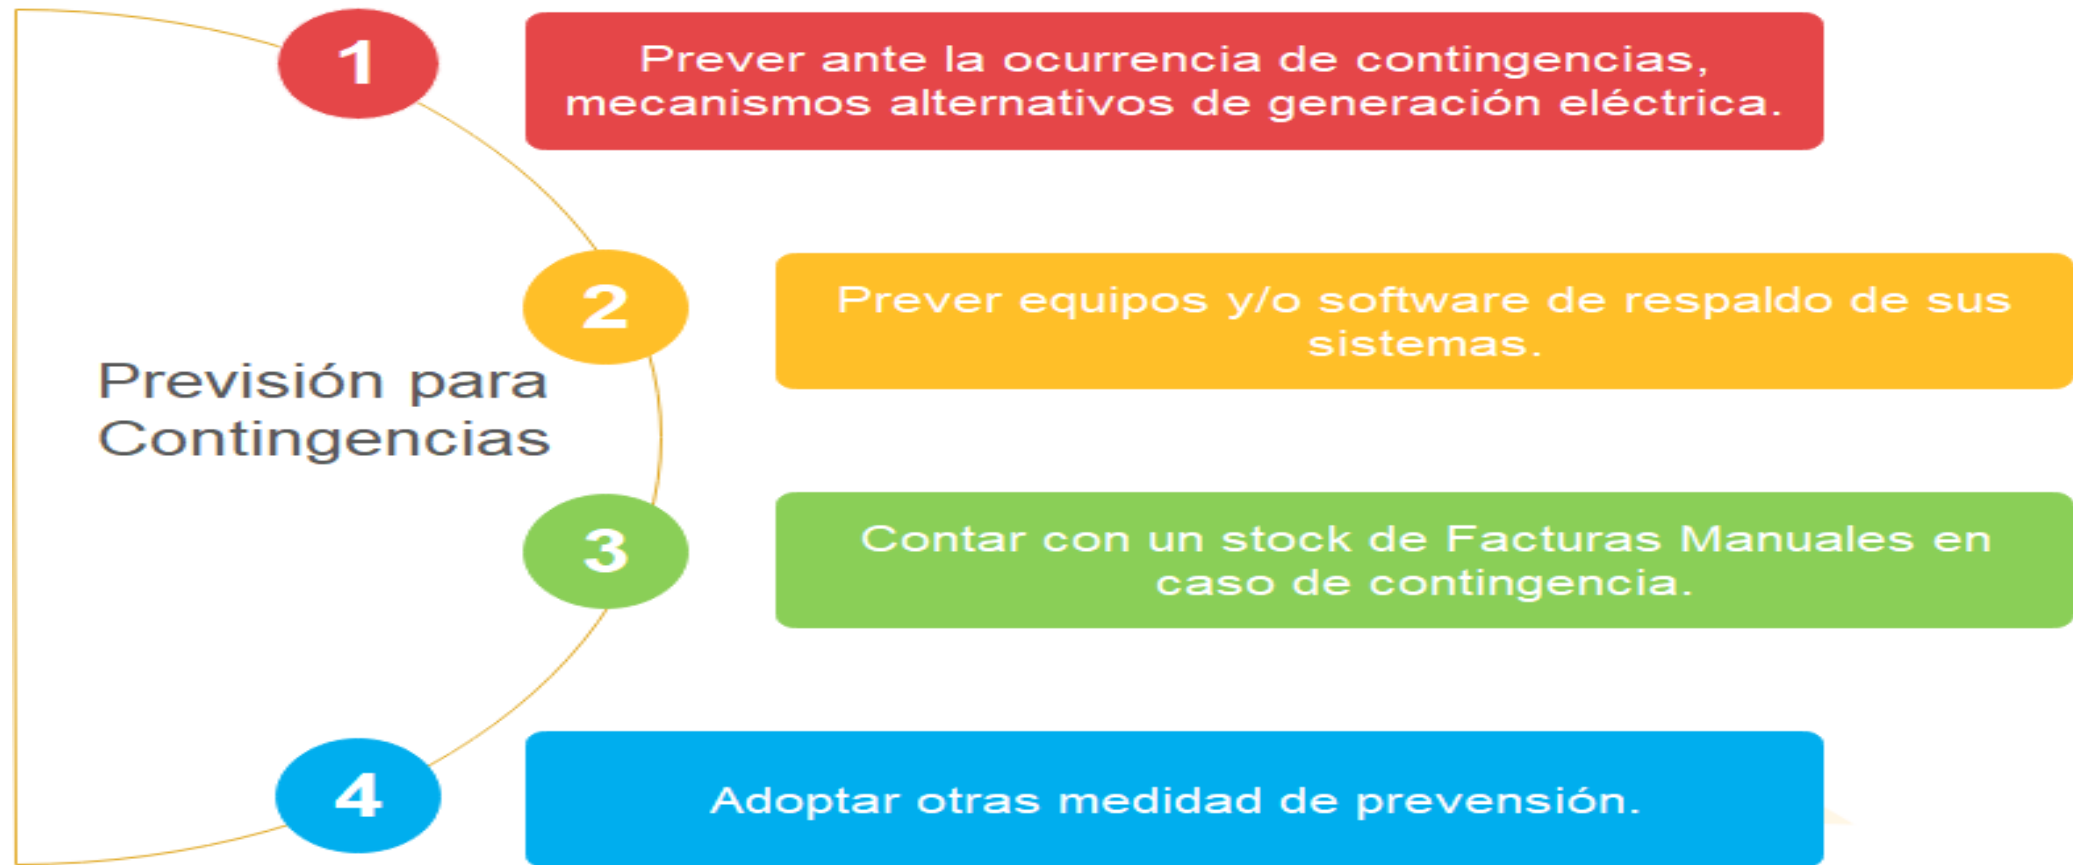 1
Prever ante la ocurrencia de contingencias,
mecanismos alternativos de generación eléctrica.
2
Prever equipos y/o software de respaldo de sus
sistemas.
Previsión para
Contingencias
3
Contar con un stock de Facturas Manuales en
caso de contingencia.
4
Adoptar otras medidad de prevensión.